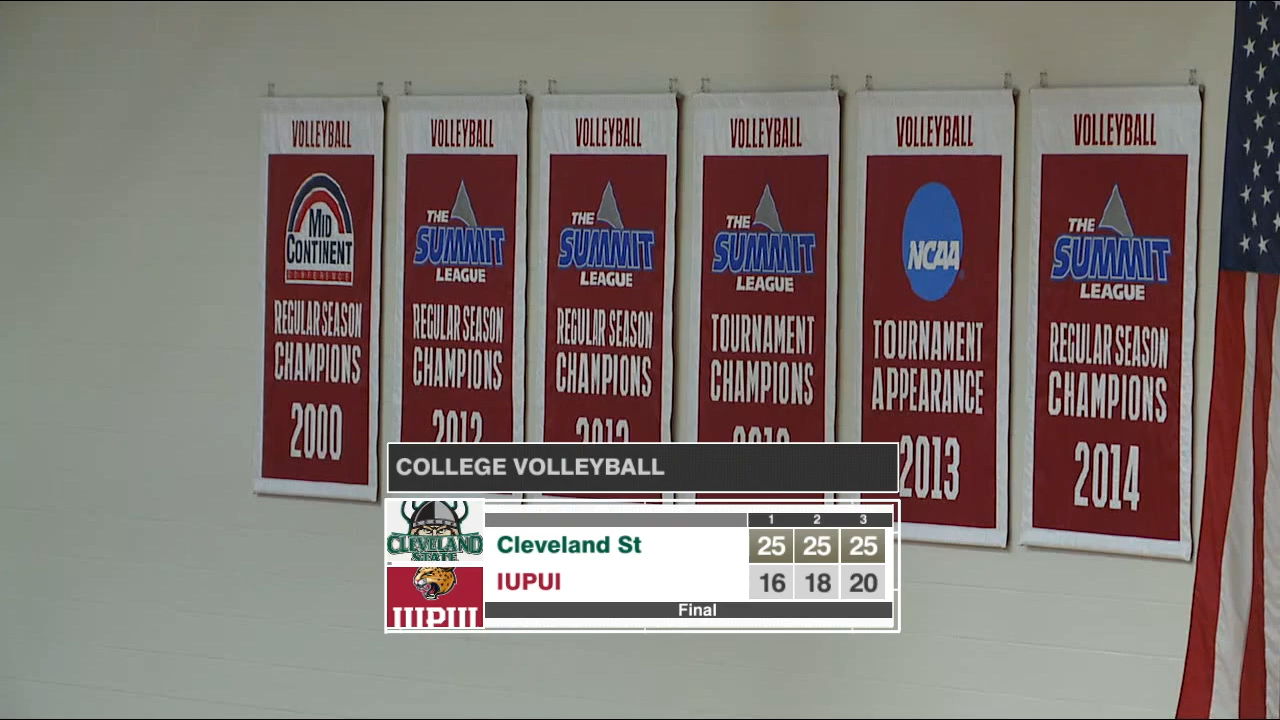 VOLLEYBALL
MID
CONTINENT
CONFERENCE
REGULAR SEASON
CHAMPIONS
2000
VOLLEYBALL
THE
SUMMIT
LEAGUE
REGULAR SEASON
CHAMPIONS
2012
VOLLEYBALL
THE
SUMMIT
LEAGUE
REGULAR SEASON
CHAMPIONS
VOLLEYBALL
THE
SUMMIT
LEAGUE
TOURNAMENT
CHAMPIONS
VOLLEYBALL
NCAA
TOURNAMENT
APPEARANCE
2013
VOLLEYBALL
THE
SUMMIT
LEAGUE
REGULAR SEASON
CHAMPIONS
2014
COLLEGE VOLLEYBALL
1 2 3
CLEVELAND
STATE
Cleveland St 25 25 25
IUPUI
IUPUI 16 18 20
Final